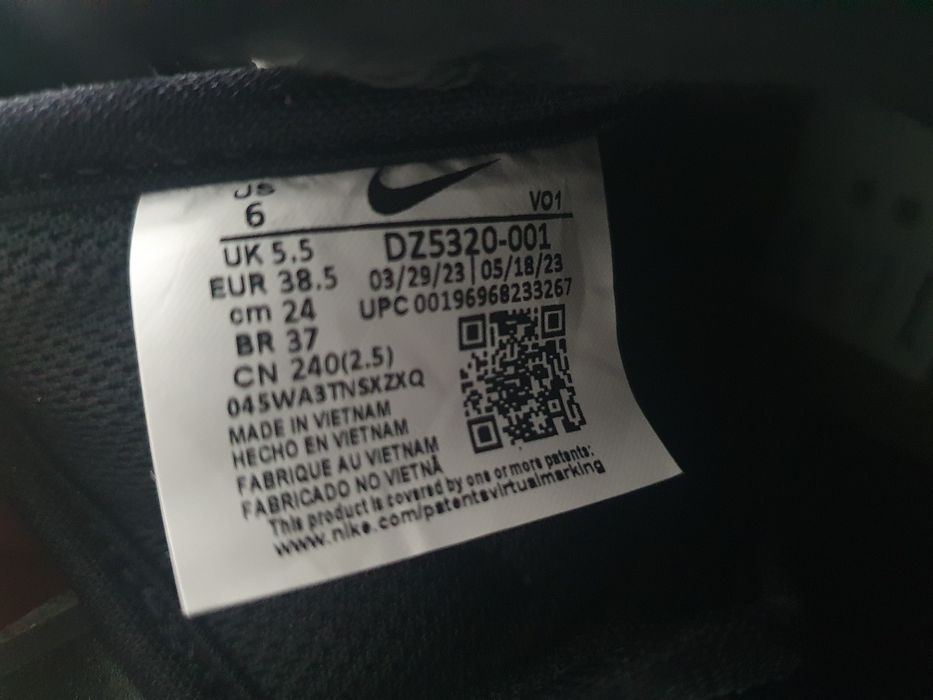 US
6
V01
UK 5.5
DZ5320-001
EUR 38.5
03/29/23 | 05/18/23
cm 24
UPC 00196968233267
BR 37
CN 240(2.5)
045WA3TNSXZXQ
MADE IN VIETNAM
HECHO EN VIETNAM
FABRIQUE AU VIETNAM
FABRICADO NO VIETNÃ
This product is covered by one or more patents:
www.nike.com/patentsvirtualmarking